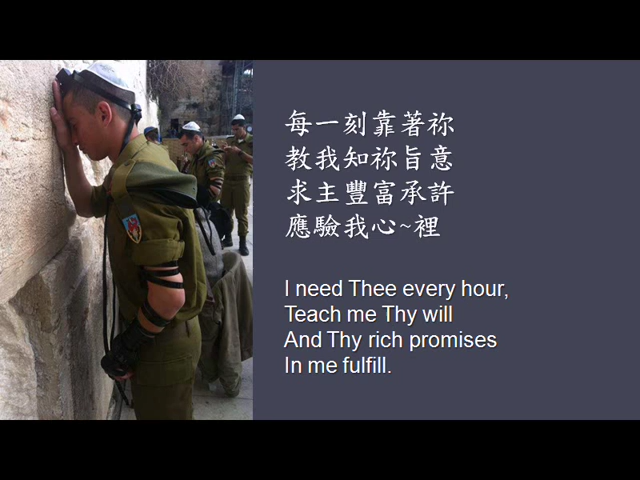 每一刻靠著祢
教我知祢旨意
求主豐富承許
應驗我心~裡
I need Thee every hour,
Teach me Thy will
And Thy rich promises
In me fulfill.